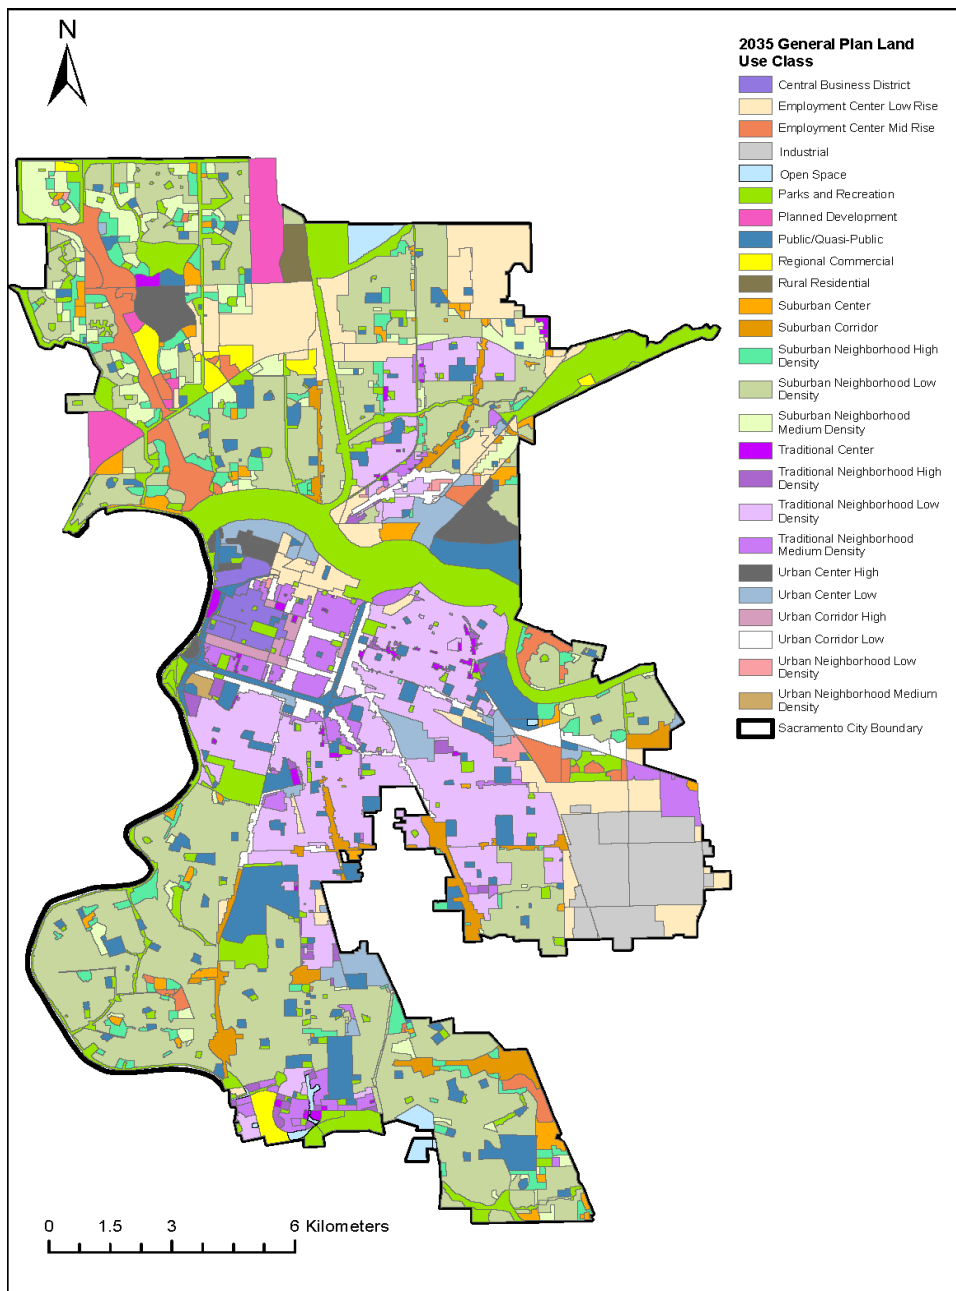 N
2035 General Plan Land
Use Class
Central Business District
Employment Center Low Rise
Employment Center Mid Rise
Industrial
Open Space
Parks and Recreation
Planned Development
Public/Quasi-Public
Regional Commercial
Rural Residential
Suburban Center
Suburban Corridor
Suburban Neighborhood High
Density
Suburban Neighborhood Low
Density
Suburban Neighborhood
Medium Density
Traditional Center
Traditional Neighborhood High
Density
Traditional Neighborhood Low
Density
Traditional Neighborhood
Medium Density
Urban Center High
Urban Center Low
Urban Corridor High
Urban Corridor Low
Urban Neighborhood Low
Density
Urban Neighborhood Medium
Density
Sacramento City Boundary
0 1.5 3 6 Kilometers